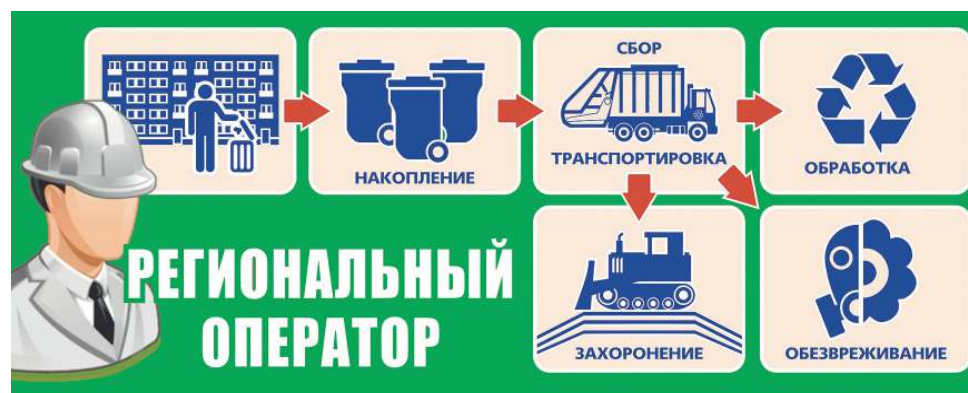 НАКОПЛЕНИЕ
СБОР
ТРАНСПОРТИРОВКА
ОБРАБОТКА
РЕГИОНАЛЬНЫЙ
ОПЕРАТОР
ЗАХОРОНЕНИЕ
ОБЕЗВРЕЖИВАНИЕ